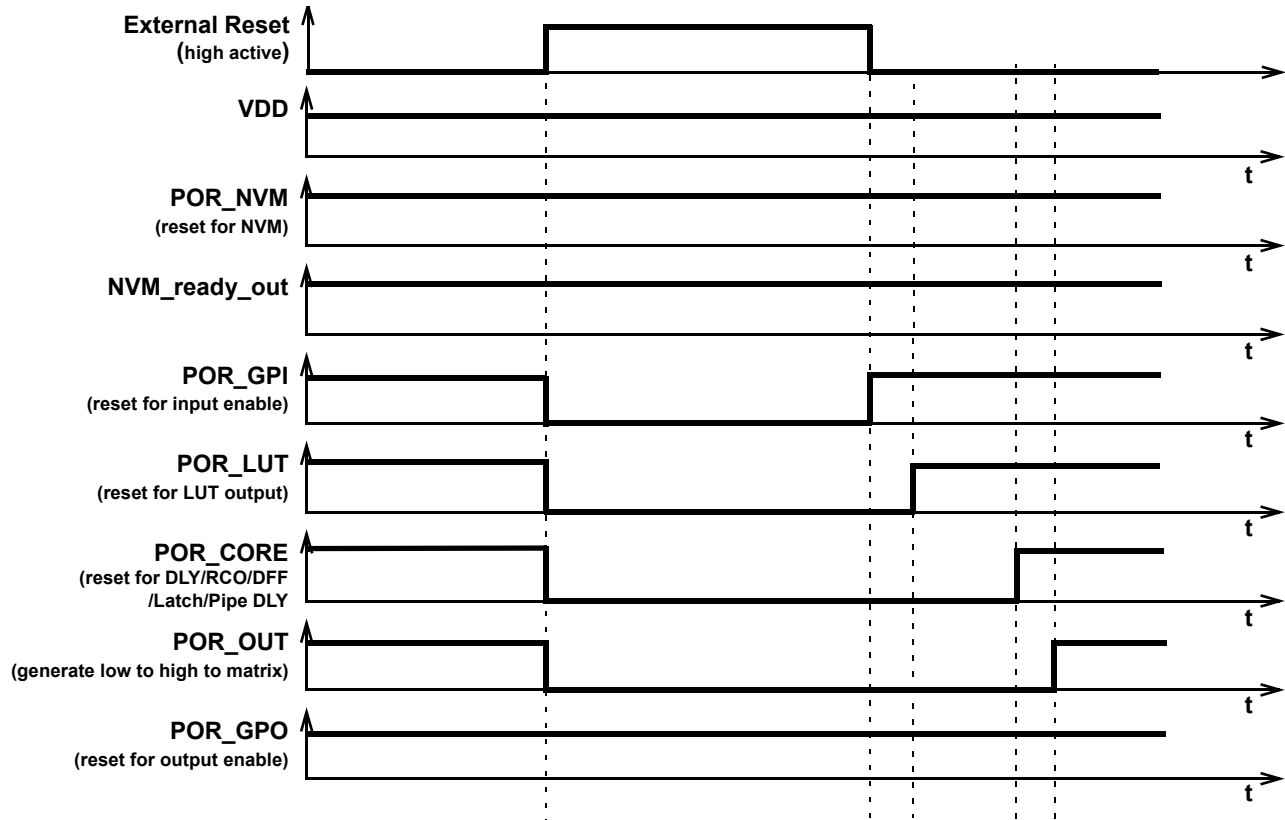 External Reset
(high active)
VDD
t
POR_NVM
(reset for NVM)
t
NVM_ready_out
t
POR_GPI
(reset for input enable)
t
POR_LUT
(reset for LUT output)
t
POR_CORE
(reset for DLY/RCO/DFF
/Latch/Pipe DLY
t
POR_OUT
(generate low to high to matrix)
t
POR_GPO
(reset for output enable)
t